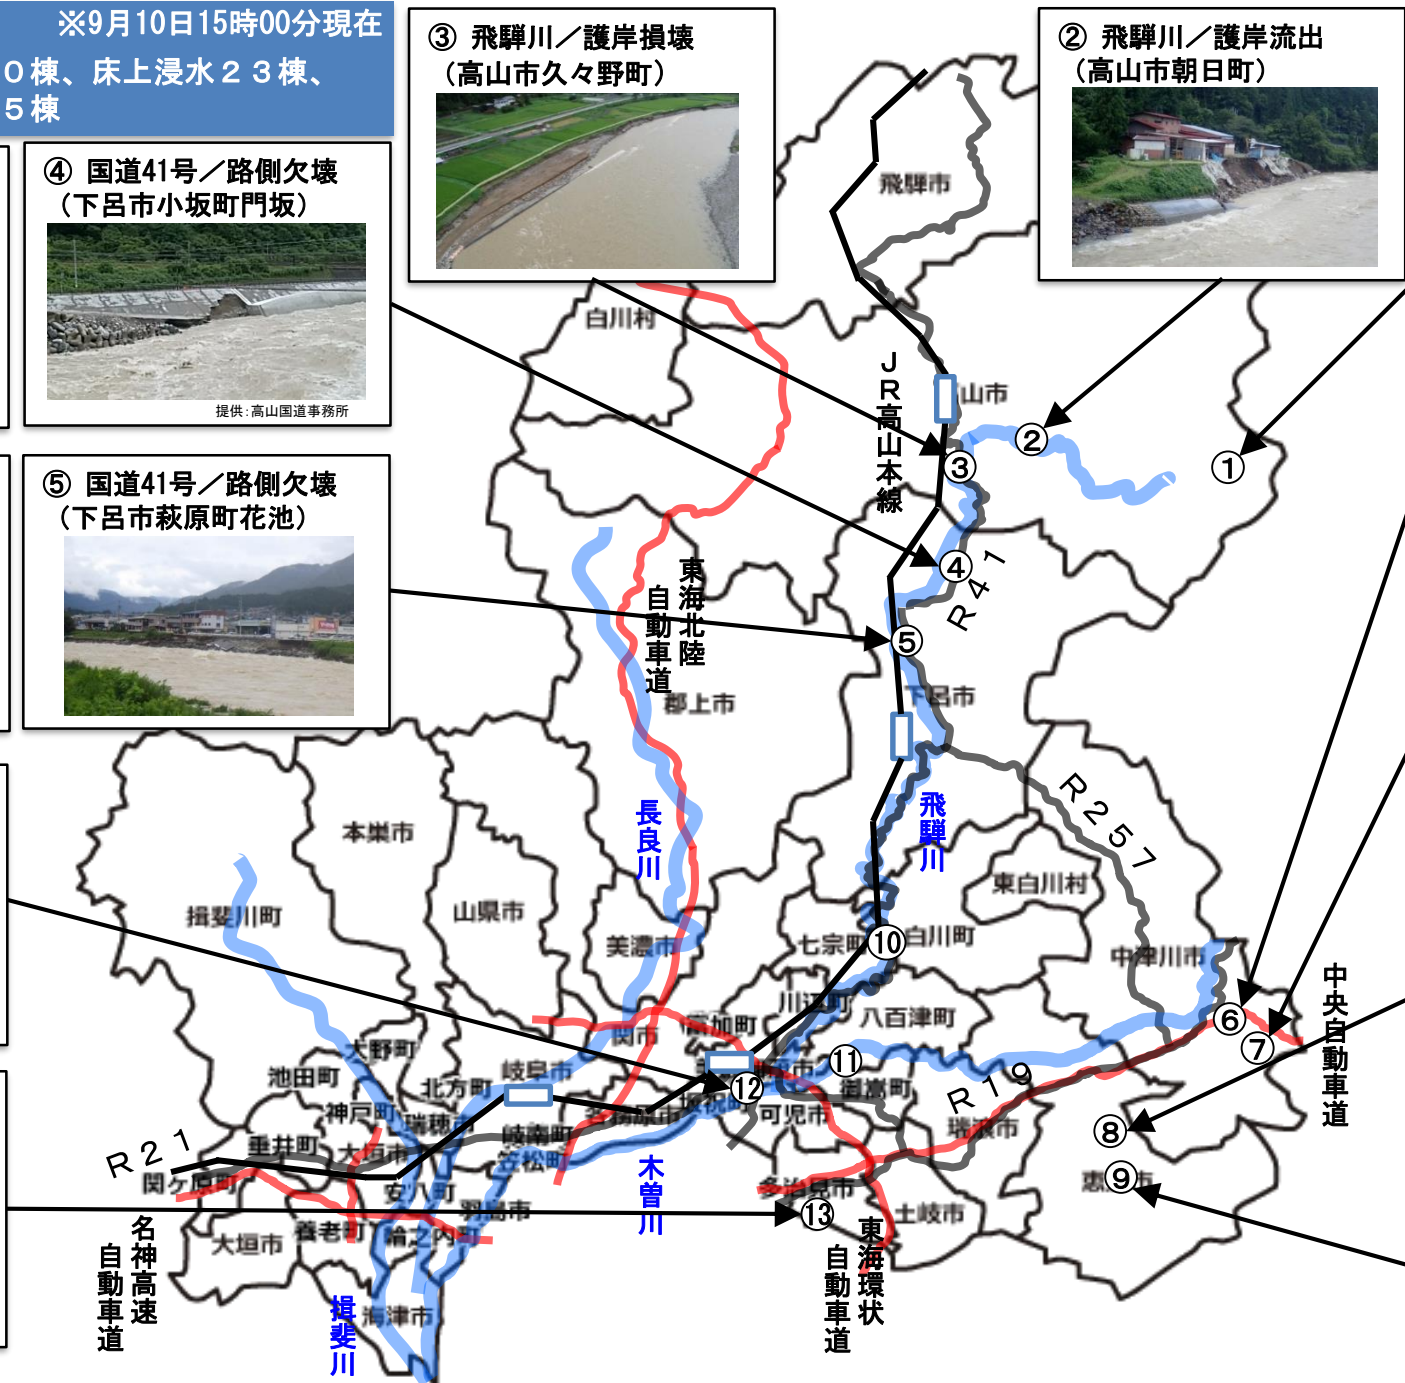 ※9月10日15時00分現在
０棟、床上浸水２３棟、
５棟
③ 飛騨川／護岸損壊
（高山市久々野町）
② 飛騨川／護岸流出
（高山市朝日町）
④ 国道41号／路側欠壊
（下呂市小坂町門坂）
提供：高山国道事務所
⑤ 国道41号／路側欠壊
（下呂市萩原町花池）
飛騨市
白川村
ＪＲ高山本線
山市
②
③
①
④
Ｒ４１
東海北陸
自動車道
⑤
郡上市
下呂市
Ｒ２５７
長良川
飛騨川
本巣市
山県市
揖斐川町
美濃市
七宗町
⑩
白川町
東白川村
中津川市
中央自動車道
川辺町
八百津町
富加町
関市
⑥
⑦
大野町
池田町
北方町
岐阜市
神戸町
瑞穂市
⑪
⑫
御嵩町
Ｒ１９
坂祝町
可児市
各務原市
瑞浪市
⑧
⑨
Ｒ２１
垂井町
大垣市
岐南町
笠松町
関ケ原町
安八町
羽島市
木曽川
多治見市
⑬
土岐市
養老町
輪之内町
大垣市
名神高速
自動車道
東海環状
自動車道
揖斐川
海津市